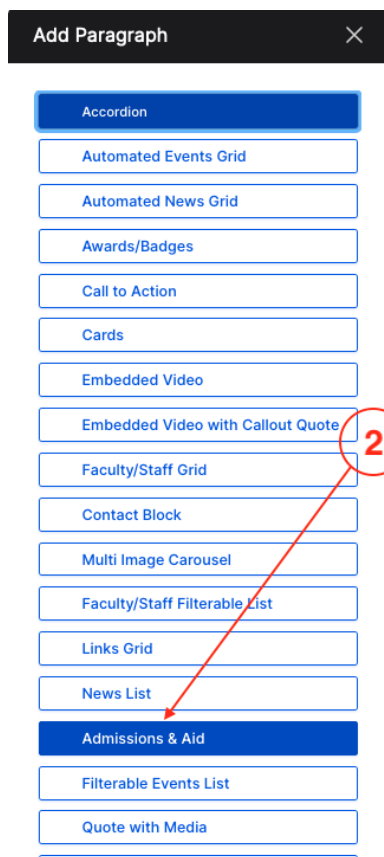 Add Paragraph
Accordion
Automated Events Grid
Automated News Grid
Awards/Badges
Call to Action
Cards
Embedded Video
Embedded Video with Callout Quote
2
Faculty/Staff Grid
Contact Block
Multi Image Carousel
Faculty/Staff Filterable List
Links Grid
News List
Admissions & Aid
Filterable Events List
Quote with Media